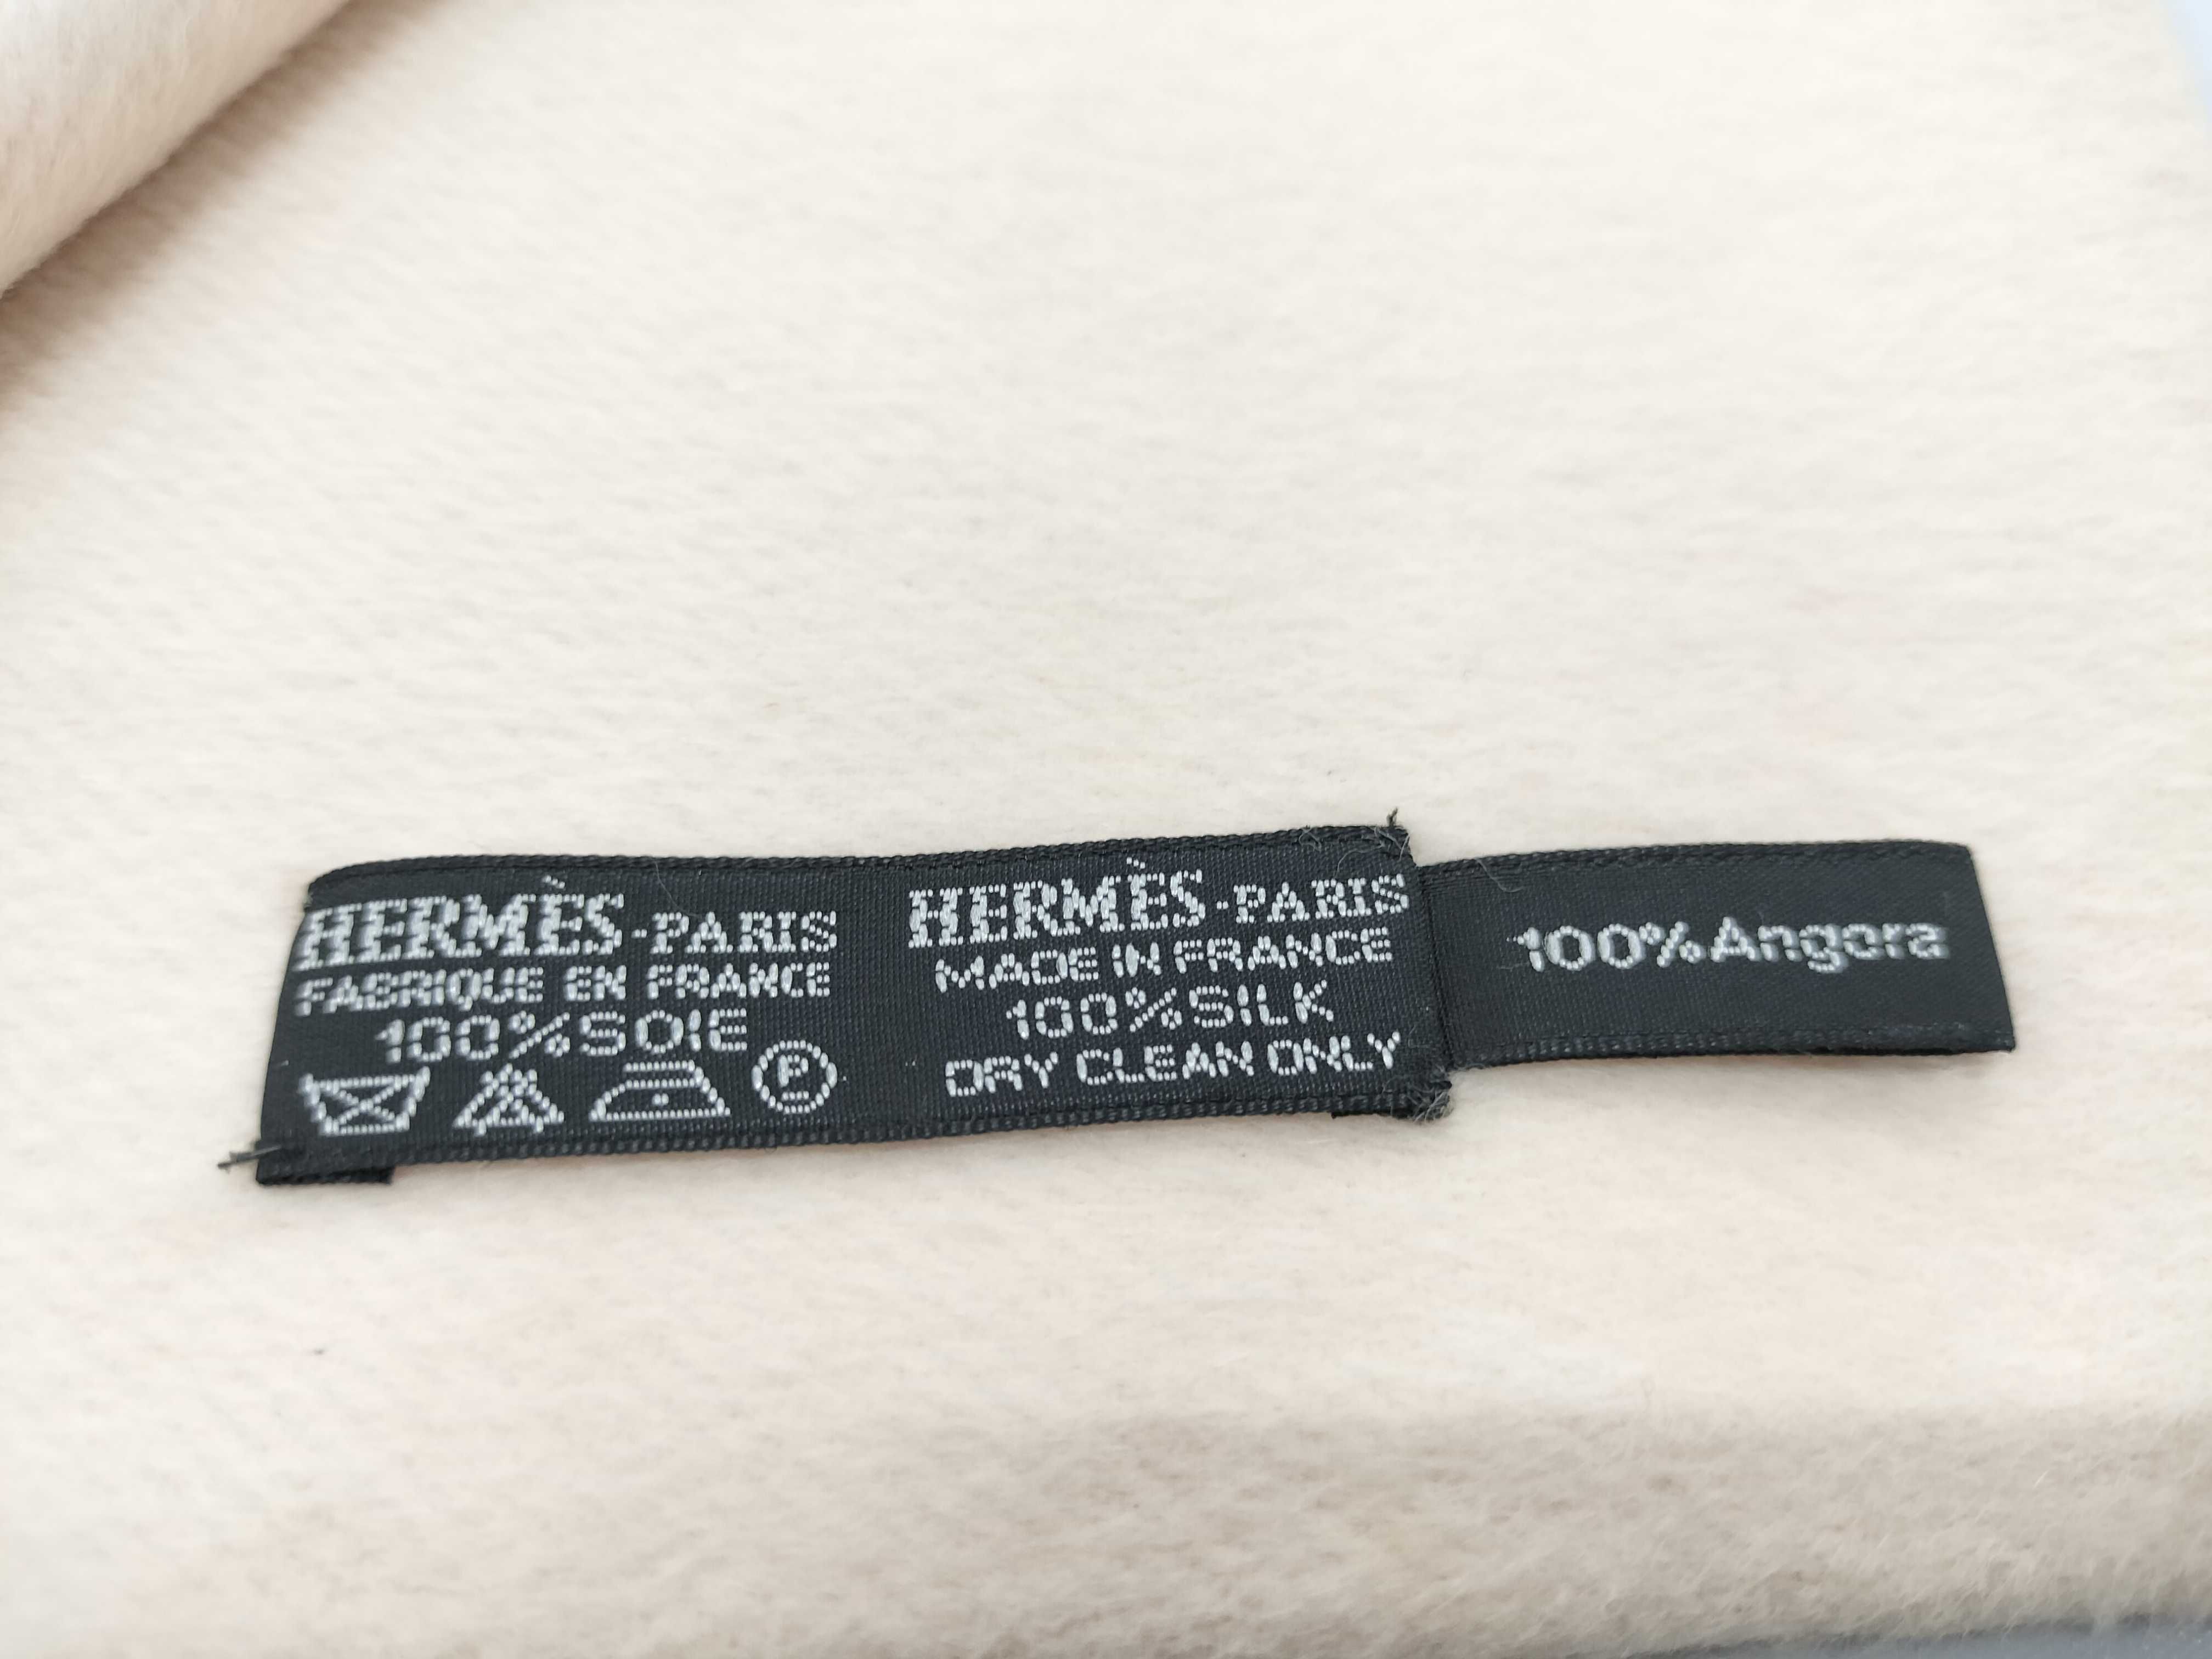 HERMÈS-PARIS
FABRIQUE EN FRANCE
100%SOIE
P
HERMÈS-PARIS
MADE IN FRANCE
100%SILK
DRY CLEAN ONLY
100%Angora